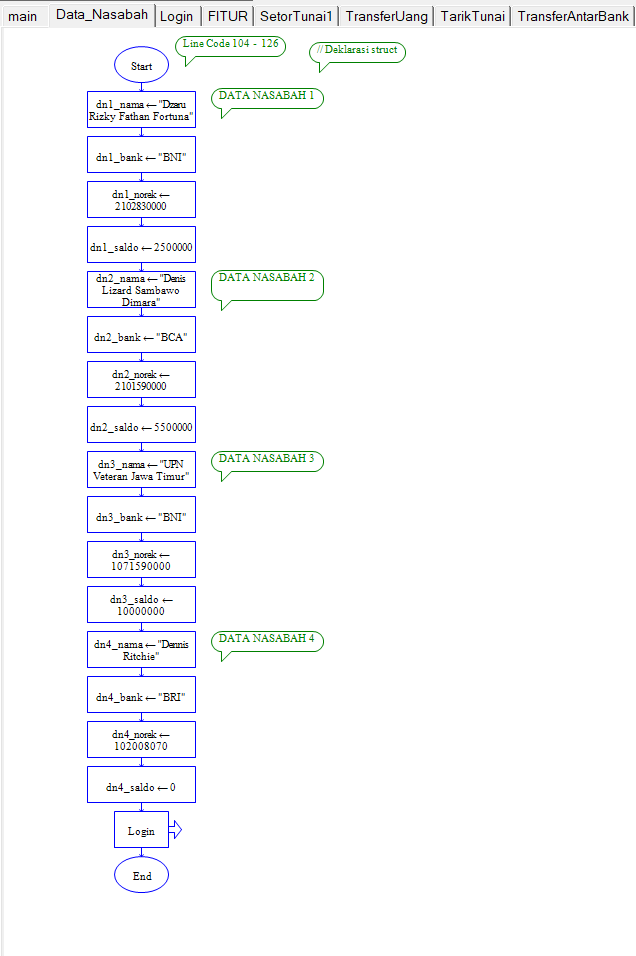 main Data_Nasabah Login FITUR SetorTunai1 TransferUang TarikTunai TransferAntarBank
Line Code 104 - 126
// Deklarasi struct
Start
dn1_nama ← "Dzaru
Rizky Fathan Fortuna"
DATA NASABAH 1
dn1_bank ← "BNI"
dn1_norek ←
2102830000
dn1_saldo ← 2500000
dn2_nama ← "Denis
Lizard Sambawo
Dimara"
DATA NASABAH 2
dn2_bank ← "BCA"
dn2_norek ←
2101590000
dn2_saldo ← 5500000
dn3_nama ← "UPN
Veteran Jawa Timur"
DATA NASABAH 3
dn3_bank ← "BNI"
dn3_norek ←
1071590000
dn3_saldo ←
10000000
dn4_nama ← "Dennis
Ritchie"
DATA NASABAH 4
dn4_bank ← "BRI"
dn4_norek ←
102008070
dn4_saldo ← 0
Login
End